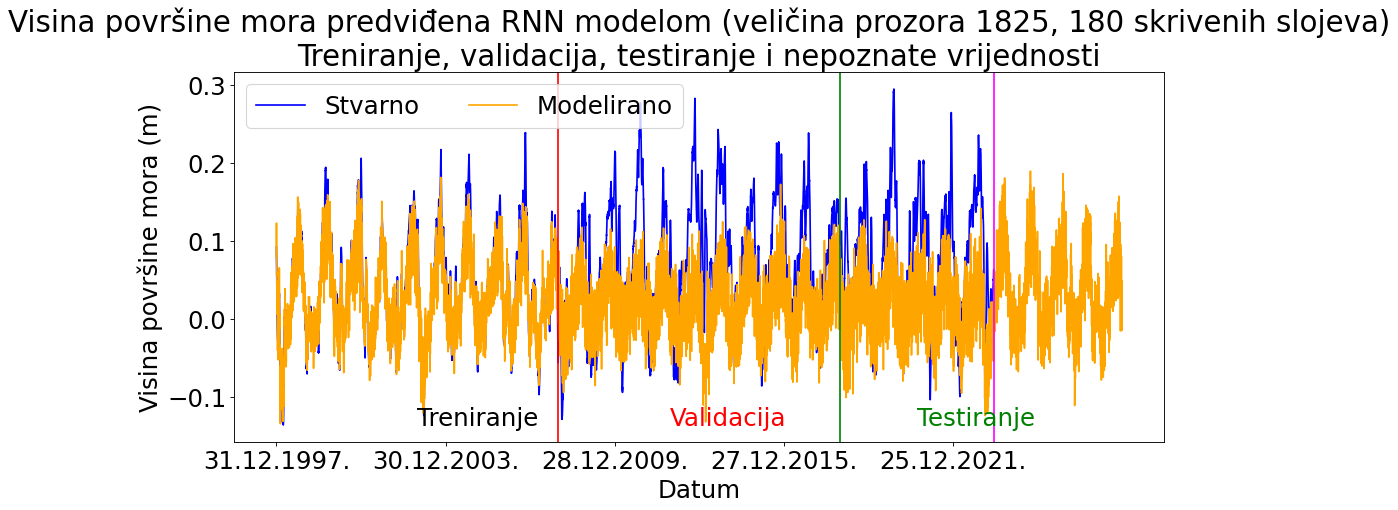 Visina površine mora predviđena RNN modelom (veličina prozora 1825, 180 skrivenih slojeva)
Treniranje, validacija, testiranje i nepoznate vrijednosti
Stvarno
Modelirano
Visina površine mora (m)
0.3
0.2
0.1
0.0
−0.1
Treniranje
Validacija
Testiranje
31.12.1997.
30.12.2003.
28.12.2009.
27.12.2015.
25.12.2021.
Datum